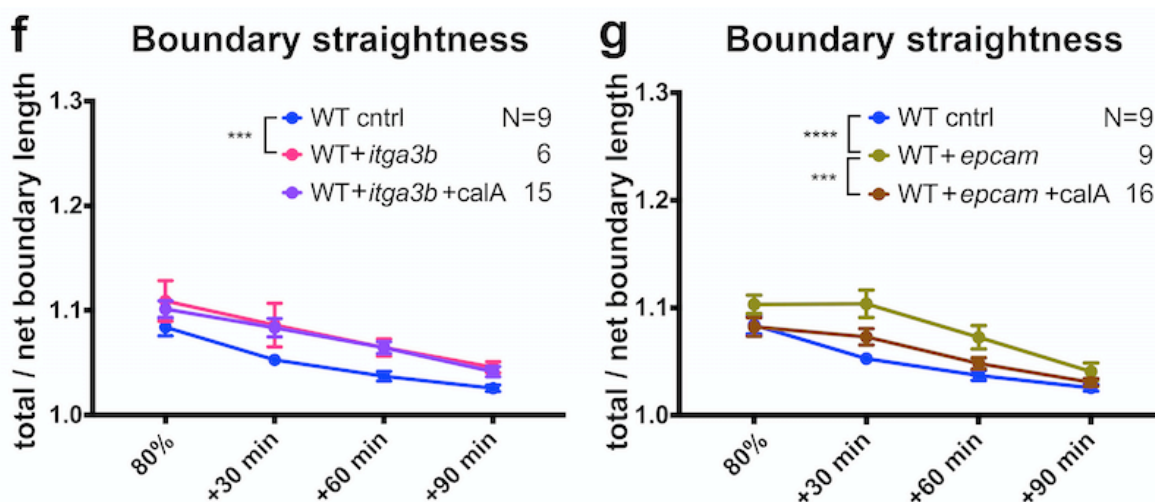 f Boundary straightness
total / net boundary length
1.3
1.2
1.1
1.0
WT cntrl N=9
*** WT+itga3b 6
WT+itga3b +calA 15
80%
+30 min
+60 min
+90 min
g Boundary straightness
total / net boundary length
1.3
1.2
1.1
1.0
WT cntrl N=9
**** WT+epcam 9
*** WT+epcam +calA 16
80%
+30 min
+60 min
+90 min